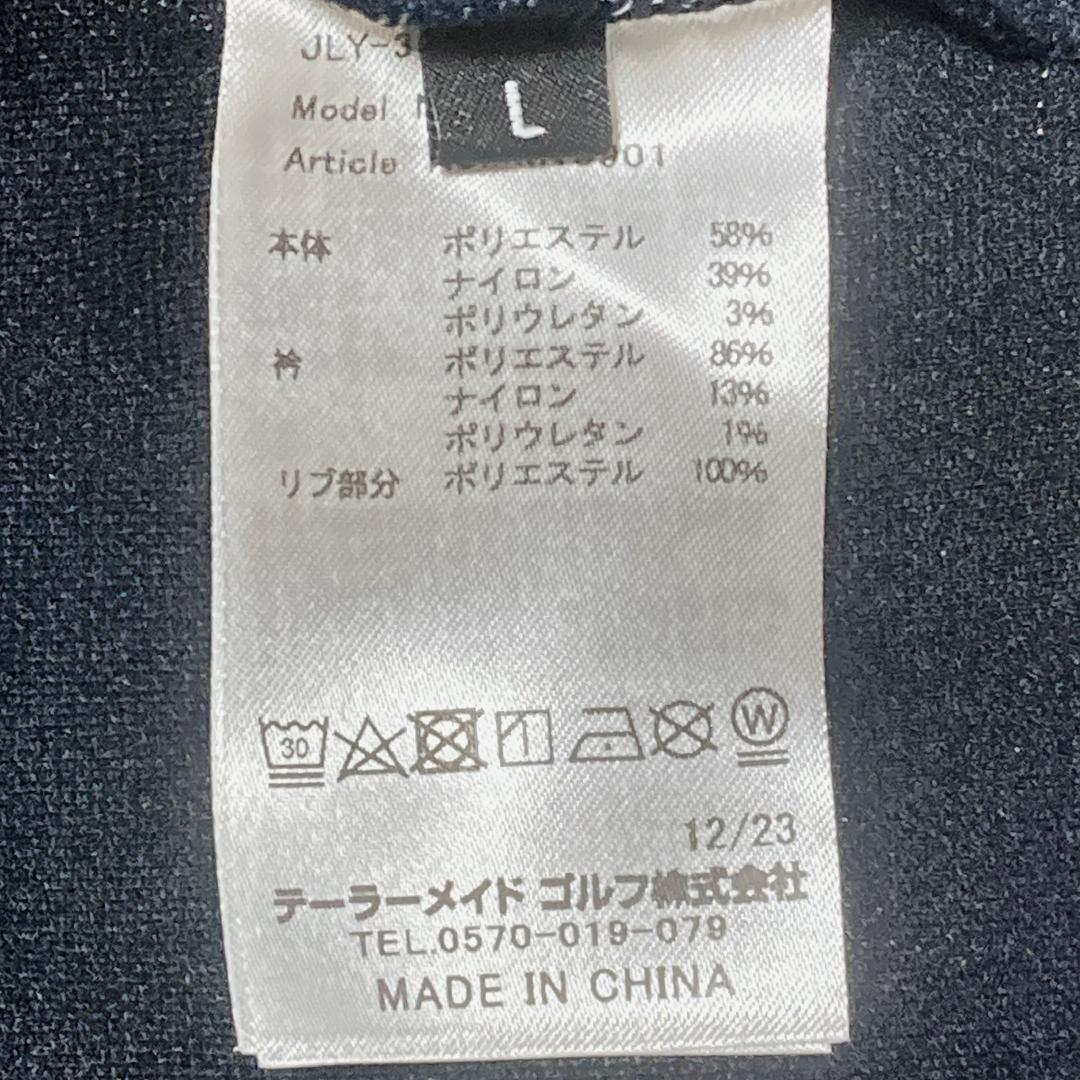 JLY-3
L
Model
Article
本体 ポリエステル 58%
ナイロン 39%
ポリウレタン 3%
衿 ポリエステル 86%
ナイロン 13%
ポリウレタン 1%
リブ部分 ポリエステル 100%
30
W
12/23
テーラーメイド ゴルフ株式会社
TEL.0570-019-079
MADE IN CHINA